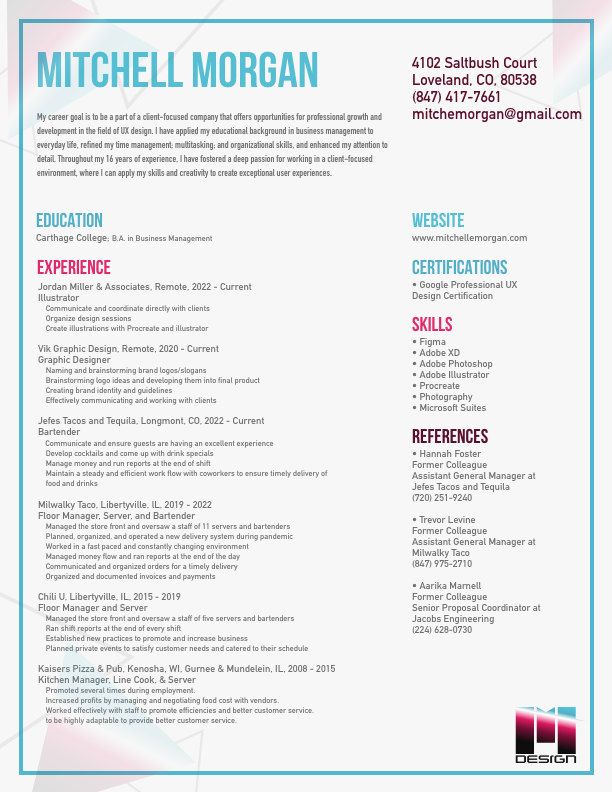 MITCHELL MORGAN
4102 Saltbush Court
Loveland, CO, 80538
(847) 417-7661
mitchemorgan@gmail.com
My career goal is to be a part of a client-focused company that offers opportunities for professional growth and
development in the field of UX design. I have applied my educational background in business management to
everyday life, refined my time management; multitasking; and organizational skills, and enhanced my attention to
detail. Throughout my 16 years of experience, I have fostered a deep passion for working in a client-focused
environment, where I can apply my skills and creativity to create exceptional user experiences.
EDUCATION
Carthage College; B.A. in Business Management
EXPERIENCE
Jordan Miller & Associates, Remote, 2022 - Current
Illustrator
Communicate and coordinate directly with clients
Organize design sessions
Create illustrations with Procreate and illustrator
Vik Graphic Design, Remote, 2020 - Current
Graphic Designer
Naming and brainstorming brand logos/slogans
Brainstorming logo ideas and developing them into final product
Creating brand identity and guidelines
Effectively communicating and working with clients
Jefes Tacos and Tequila, Longmont, CO, 2022 - Current
Bartender
Communicate and ensure guests are having an excellent experience
Develop cocktails and come up with drink specials
Manage money and run reports at the end of shift
Maintain a steady and efficient work flow with coworkers to ensure timely delivery of
food and drinks
Milwalky Taco, Libertyville, IL, 2019 - 2022
Floor Manager, Server, and Bartender
Managed the store front and oversaw a staff of 11 servers and bartenders
Planned, organized, and operated a new delivery system during pandemic
Worked in a fast paced and constantly changing environment
Managed money flow and ran reports at the end of the day
Communicated and organized orders for a timely delivery
Organized and documented invoices and payments
Chili U, Libertyville, IL, 2015 - 2019
Floor Manager and Server
Managed the store front and oversaw a staff of five servers and bartenders
Ran shift reports at the end of every shift
Established new practices to promote and increase business
Planned private events to satisfy customer needs and catered to their schedule
Kaisers Pizza & Pub, Kenosha, WI, Gurnee & Mundelein, IL, 2008 - 2015
Kitchen Manager, Line Cook, & Server
Promoted several times during employment.
Increased profits by managing and negotiating food cost with vendors.
Worked effectively with staff to promote efficiencies and better customer service.
to be highly adaptable to provide better customer service.
WEBSITE
www.mitchellemorgan.com
CERTIFICATIONS
• Google Professional UX
Design Certification
SKILLS
• Figma
• Adobe XD
• Adobe Photoshop
• Adobe Illustrator
• Procreate
• Photography
• Microsoft Suites
REFERENCES
• Hannah Foster
Former Colleague
Assistant General Manager at
Jefes Tacos and Tequila
(720) 251-9240
• Trevor Levine
Former Colleague
Assistant General Manager at
Milwalky Taco
(847) 975-2710
• Aarika Marnell
Former Colleague
Senior Proposal Coordinator at
Jacobs Engineering
(224) 628-0730
DESIGN